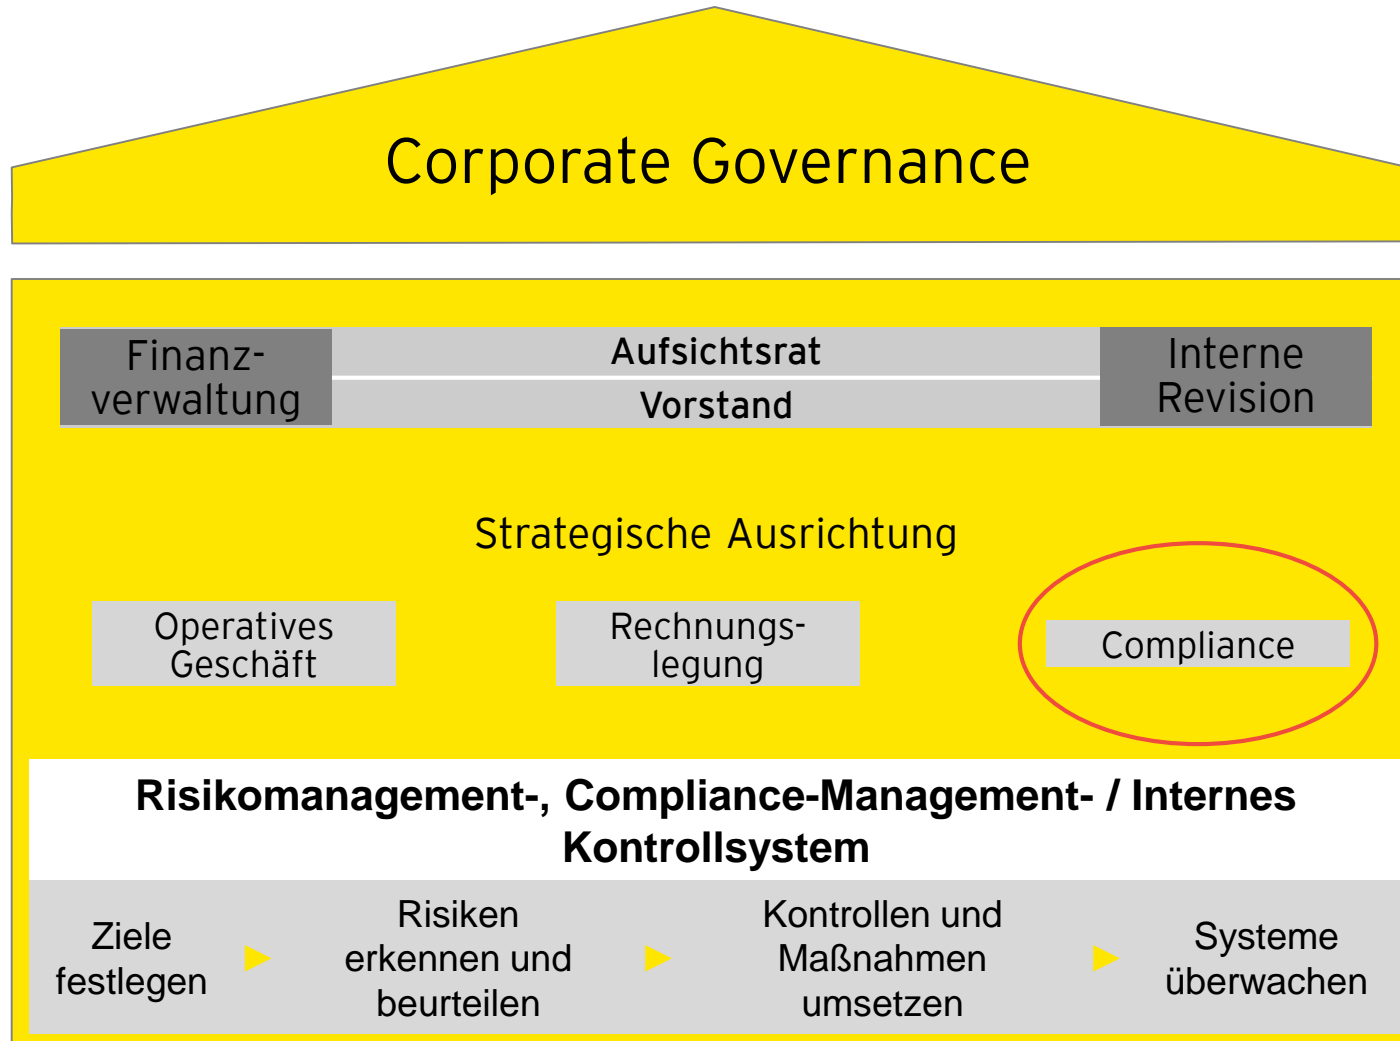 Corporate Governance
Finanz-
verwaltung
Aufsichtsrat
Vorstand
Interne
Revision
Strategische Ausrichtung
Operatives
Geschäft
Rechnungs-
legung
Compliance
Risikomanagement-, Compliance-Management- / Internes
Kontrollsystem
Ziele
festlegen
Risiken
erkennen und
beurteilen
Kontrollen und
Maßnahmen
umsetzen
Systeme
überwachen